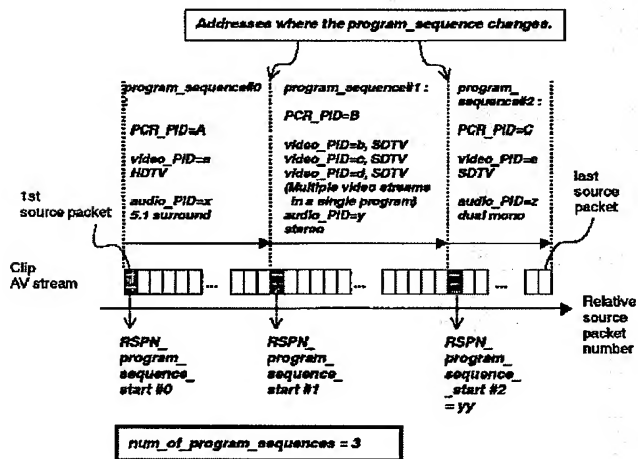 Addresses where the program_sequence changes.
program_sequence#0
:
PCR_PID=A
video_PID=a
HDTV
audio_PID=x
5.1 surround
program_sequence#1 :
PCR_PID=B
video_PID=b, SDTV
video_PID=c, SDTV
video_PID=d, SDTV
(Multiple video streams
in a single program)
audio_PID=y
stereo
program_
sequence#2 :
PCR_PID=C
video_PID=e
SDTV
audio_PID=z
dual mono
1st
source packet
last
source
packet
Clip
AV stream
...
...
...
Relative
source
packet
number
RSPN_
program_
sequence_
start #0
RSPN_
program_
sequence_
start #1
RSPN_
program_
sequence_
_start #2
= yy
num_of_program_sequences = 3